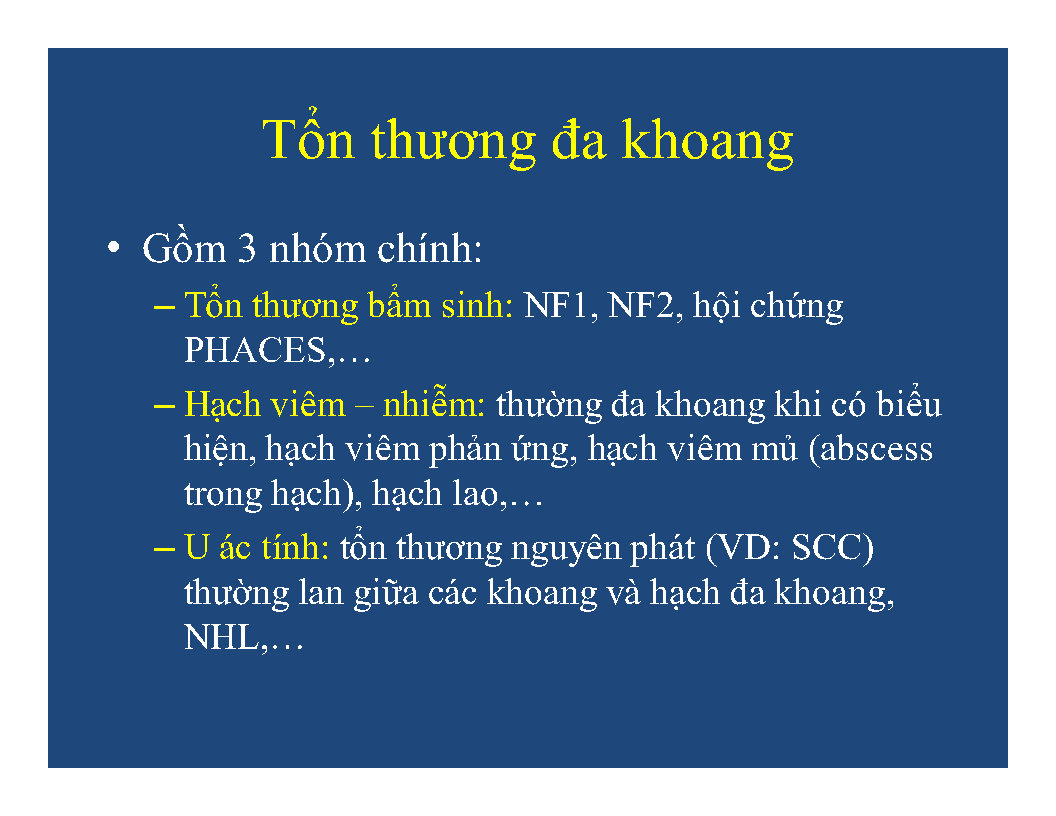 Tổn thương đa khoang
• Gồm 3 nhóm chính:
– Tổn thương bẩm sinh: NF1, NF2, hội chứng
PHACES,…
– Hạch viêm – nhiễm: thường đa khoang khi có biểu
hiện, hạch viêm phản ứng, hạch viêm mủ (abscess
trong hạch), hạch lao,…
– U ác tính: tổn thương nguyên phát (VD: SCC)
thường lan giữa các khoang và hạch đa khoang,
NHL,…